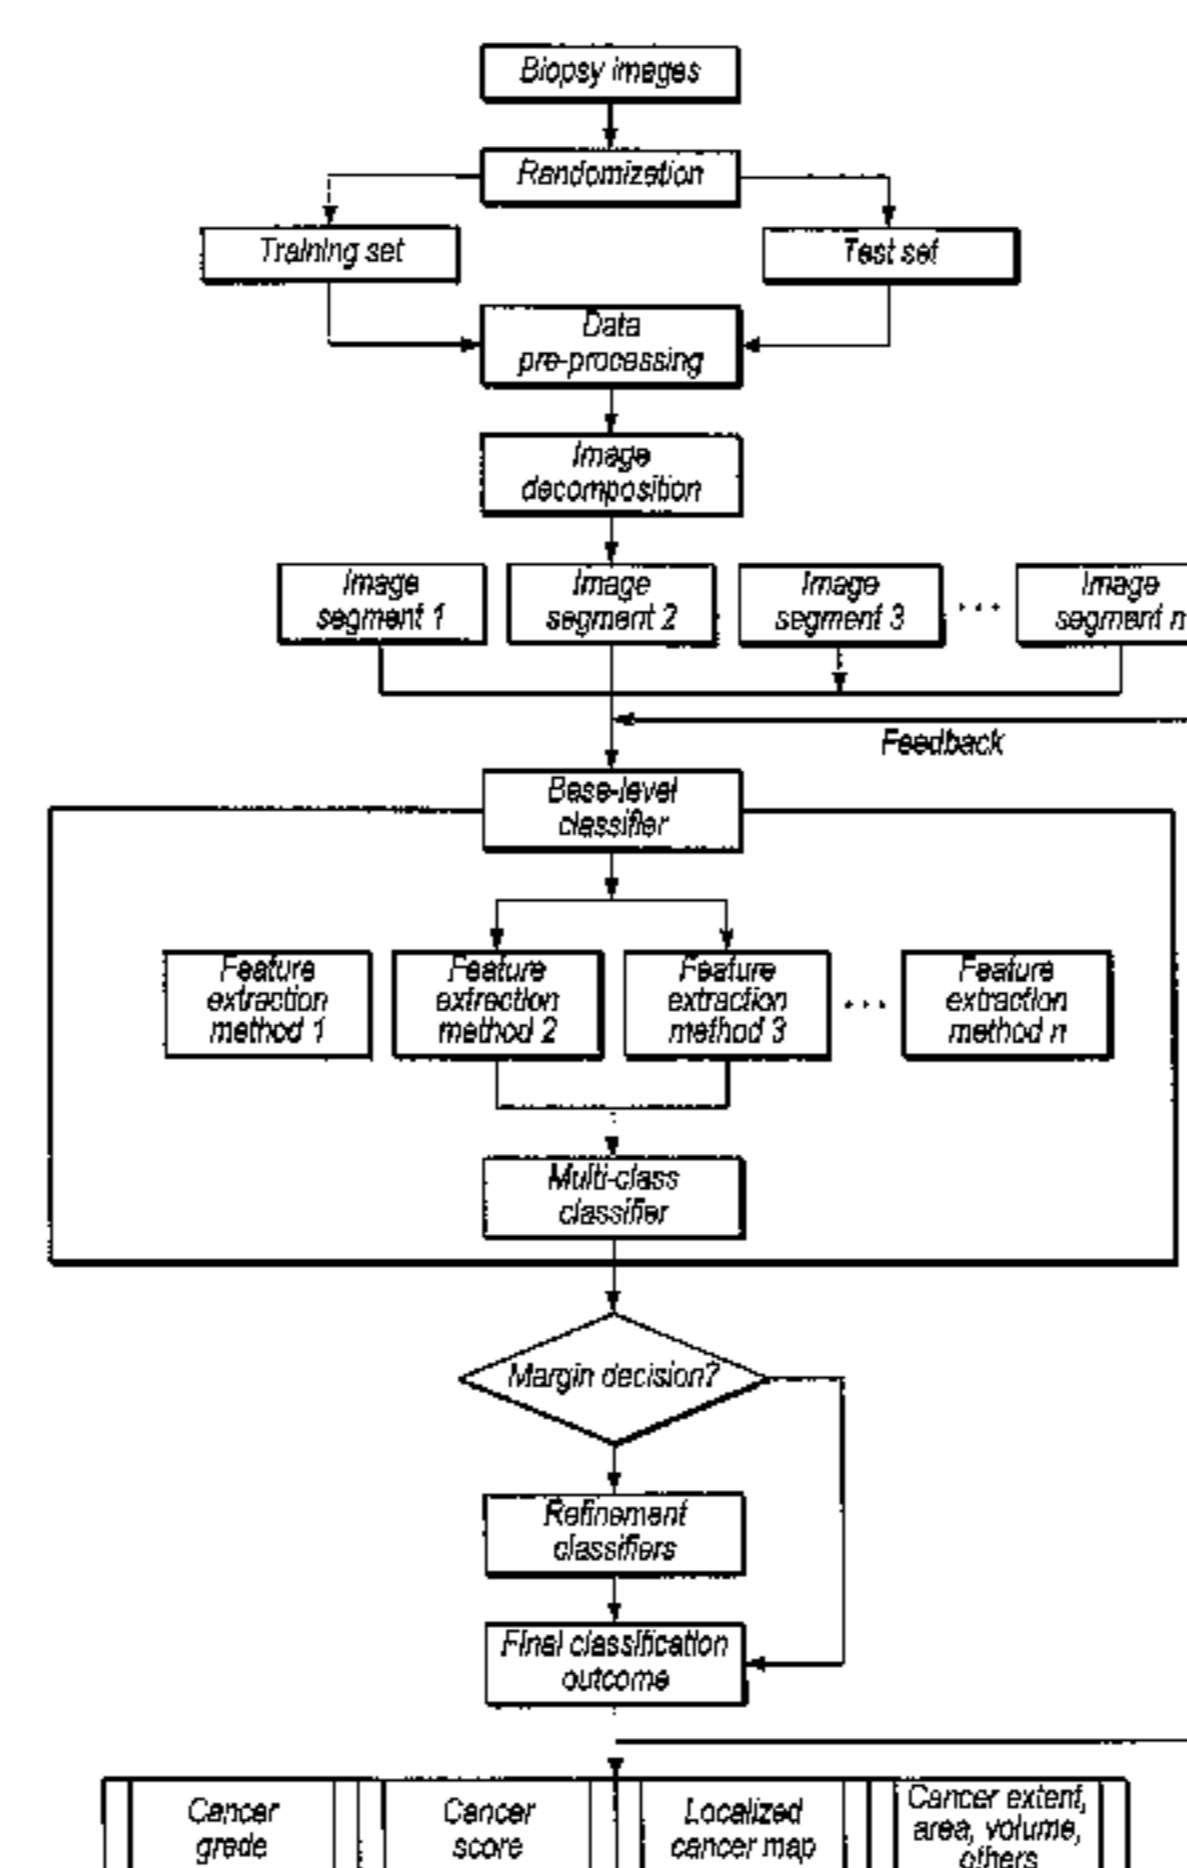 Biopsy images
Randomization
Training set
Test set
Data
pre-processing
Image
decomposition
Image
segment 1
Image
segment 2
Image
segment 3
...
Image
segment n
Feedback
Base-level
classifier
Feature
extraction
method 1
Feature
extraction
method 2
Feature
extraction
method 3
...
Feature
extraction
method n
Multi-class
classifier
Margin decision?
Refinement
classifiers
Final classification
outcome
Cancer
grade
Cancer
score
Localized
cancer map
Cancer extent,
area, volume,
others